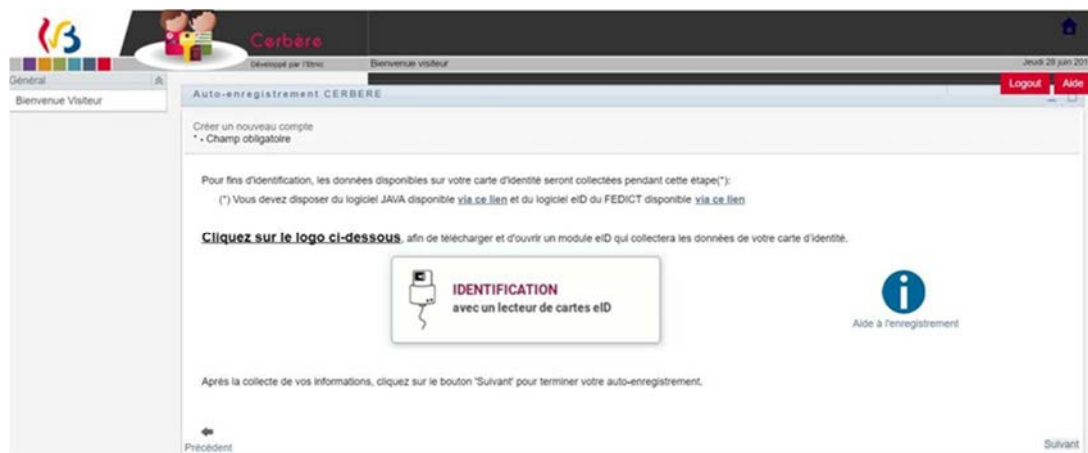 Cerbère
Développé par l'Etnic
Bienvenue visiteur
Jeudi 28 juin 201
Logout
Aide
Général
Bienvenue Visiteur
Auto-enregistrement CERBERE
Créer un nouveau compte
* - Champ obligatoire
Pour fins d'identification, les données disponibles sur votre carte d'identité seront collectées pendant cette étape(*):
(*) Vous devez disposer du logiciel JAVA disponible via ce lien et du logiciel eID du FEDICT disponible via ce lien
Cliquez sur le logo ci-dessous, afin de télécharger et d'ouvrir un module eID qui collectera les données de votre carte d'identité.
IDENTIFICATION
avec un lecteur de cartes eID
Aide à l'enregistrement
Après la collecte de vos informations, cliquez sur le bouton 'Suivant' pour terminer votre auto-enregistrement.
Précédent
Suivant